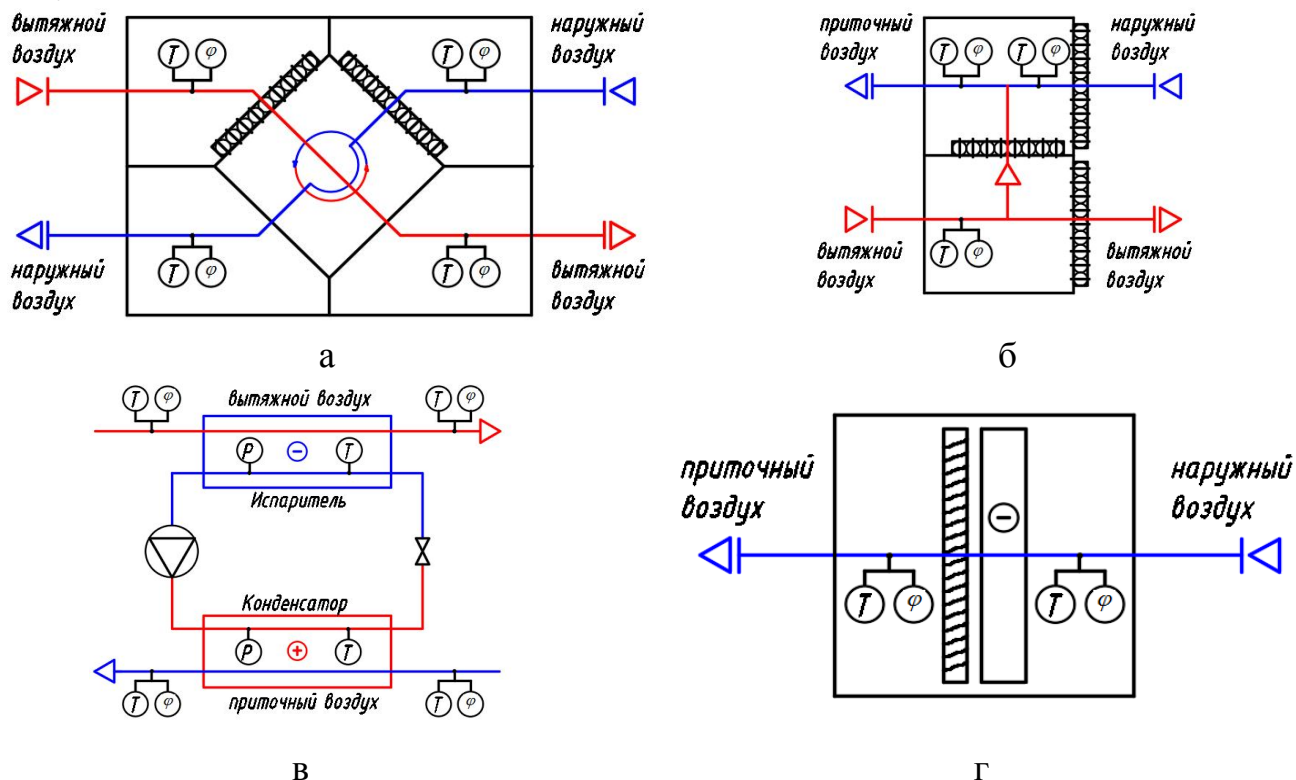 вытяжной
воздух
T φ
T φ
наружный
воздух
наружный
воздух
T φ
T φ
вытяжной
воздух
а
приточный
воздух
T φ
T φ
наружный
воздух
вытяжной
воздух
T φ
вытяжной
воздух
б
T φ
вытяжной воздух
T φ
P − T
Испаритель
Конденсатор
P + T
T φ
приточный воздух
T φ
в
приточный
воздух
−
наружный
воздух
T φ
T φ
г